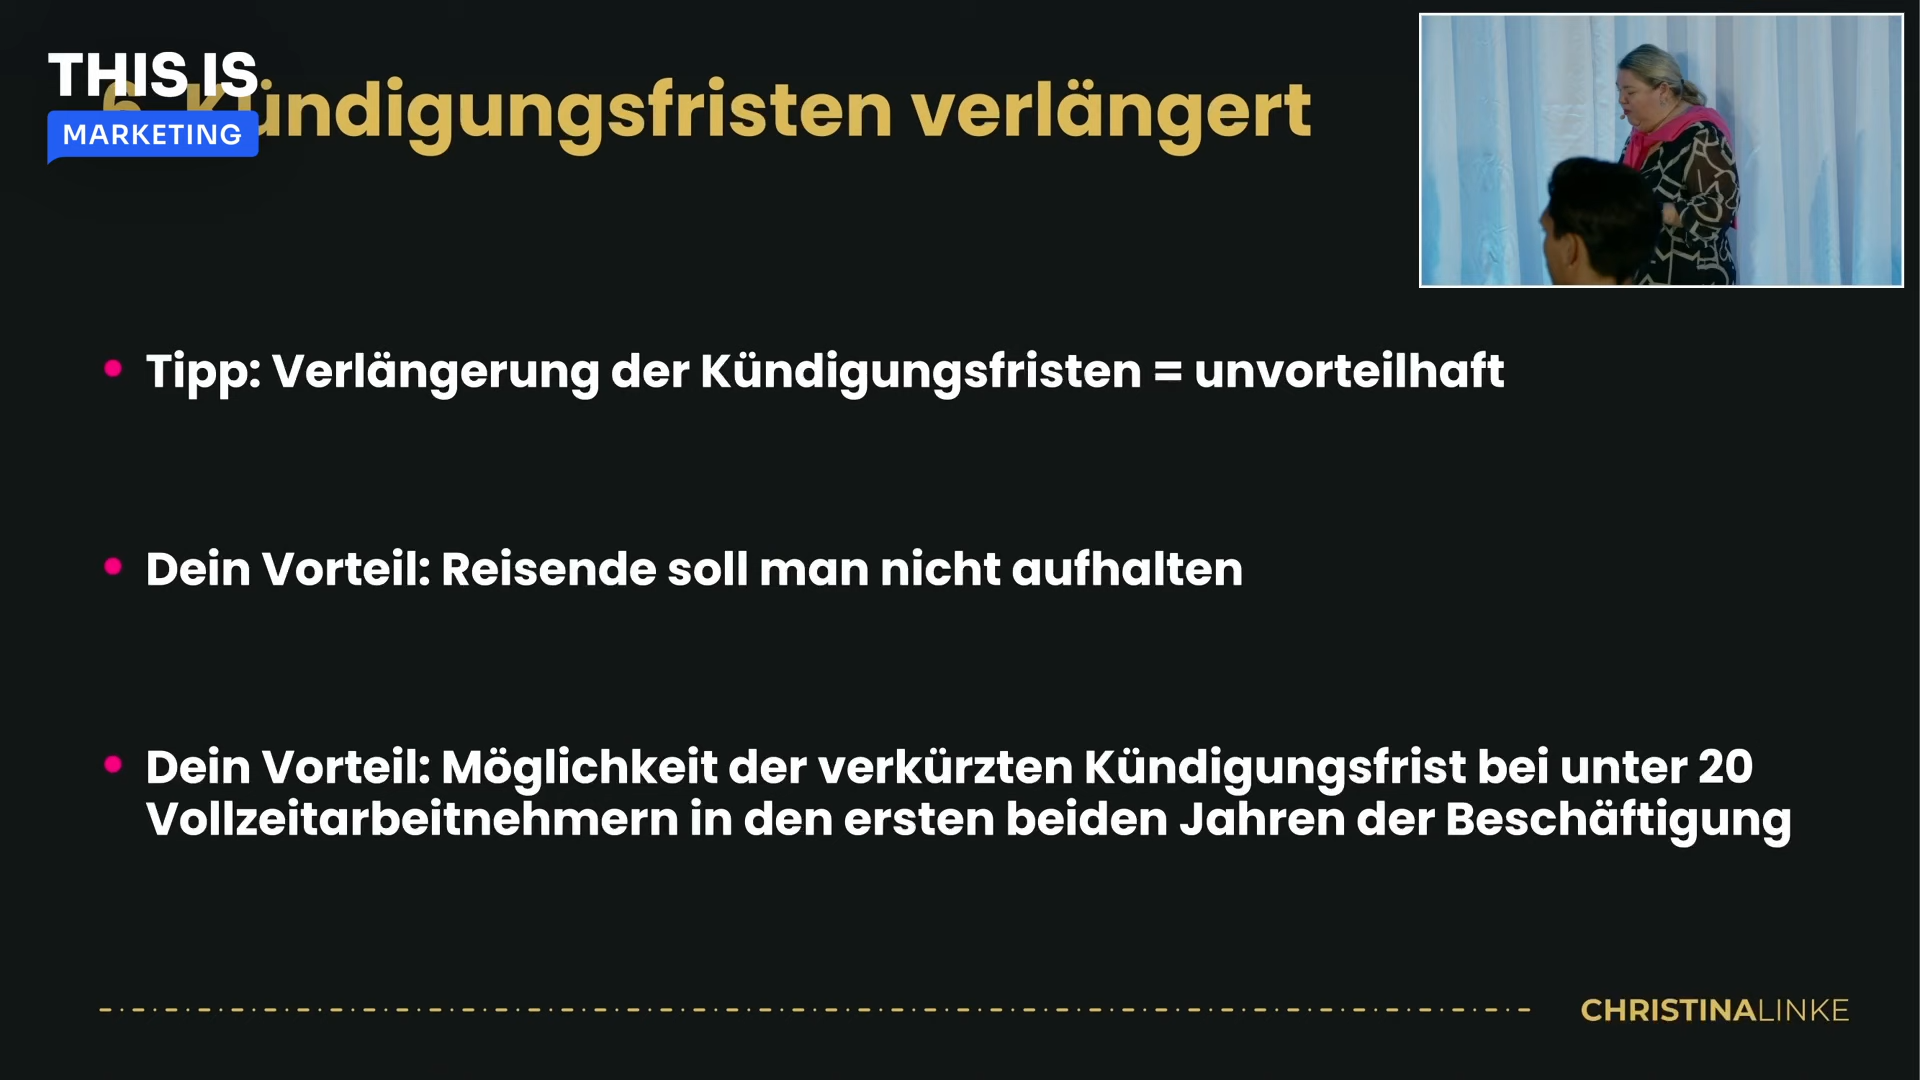 THIS IS
MARKETING
6. Kündigungsfristen verlängert
Tipp: Verlängerung der Kündigungsfristen = unvorteilhaft
Dein Vorteil: Reisende soll man nicht aufhalten
Dein Vorteil: Möglichkeit der verkürzten Kündigungsfrist bei unter 20
Vollzeitarbeitnehmern in den ersten beiden Jahren der Beschäftigung
CHRISTINALINKE